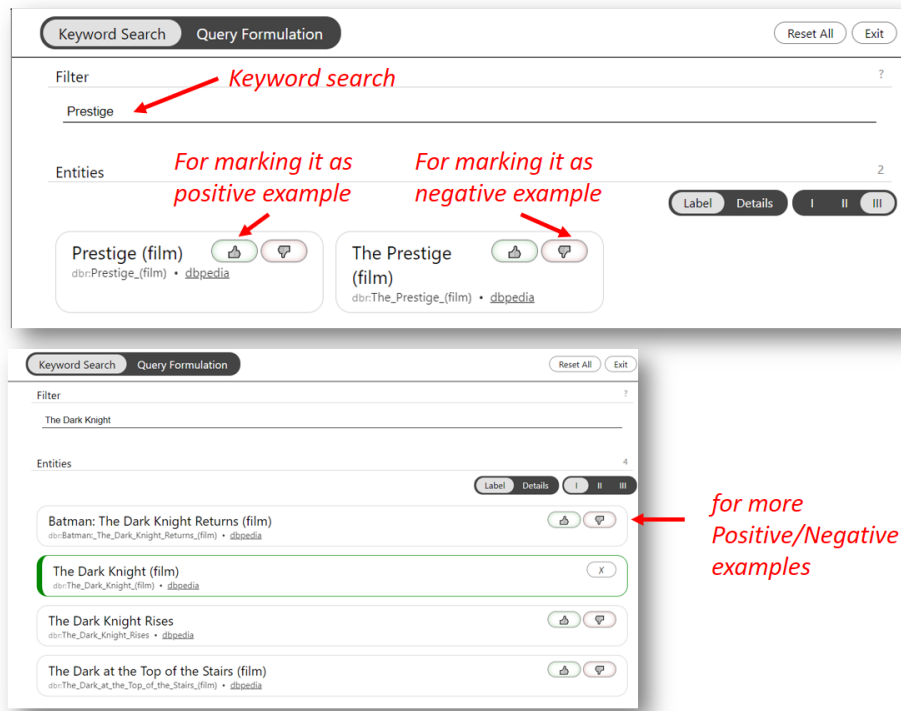 Keyword Search Query Formulation Reset All Exit
Filter ?
Keyword search
Prestige
For marking it as positive example
For marking it as negative example
Entities 2
Label Details I II III
Prestige (film)
dbr:Prestige_(film) • dbpedia
The Prestige
(film)
dbr:The_Prestige_(film) • dbpedia
Keyword Search Query Formulation Reset All Exit
Filter ?
The Dark Knight
Entities 4
Label Details I II III
Batman: The Dark Knight Returns (film)
dbr:Batman:_The_Dark_Knight_Returns_(film) • dbpedia
The Dark Knight (film) X
dbr:The_Dark_Knight_(film) • dbpedia
The Dark Knight Rises
dbr:The_Dark_Knight_Rises • dbpedia
The Dark at the Top of the Stairs (film)
dbr:The_Dark_at_the_Top_of_the_Stairs_(film) • dbpedia
for more
Positive/Negative
examples